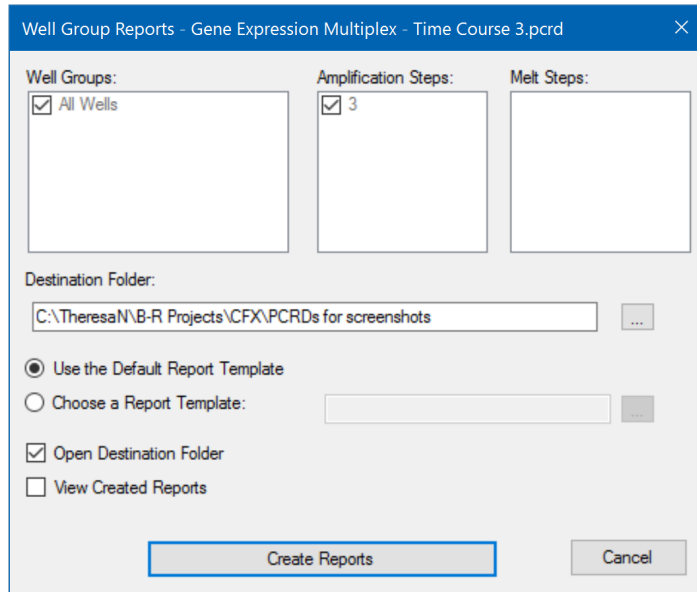 Well Group Reports - Gene Expression Multiplex - Time Course 3.pcrd
Well Groups:
Amplification Steps:
Melt Steps:
All Wells
3
Destination Folder:
C:\TheresaN\B-R Projects\CFX\PCRDs for screenshots
...
Use the Default Report Template
Choose a Report Template:
...
Open Destination Folder
View Created Reports
Create Reports
Cancel